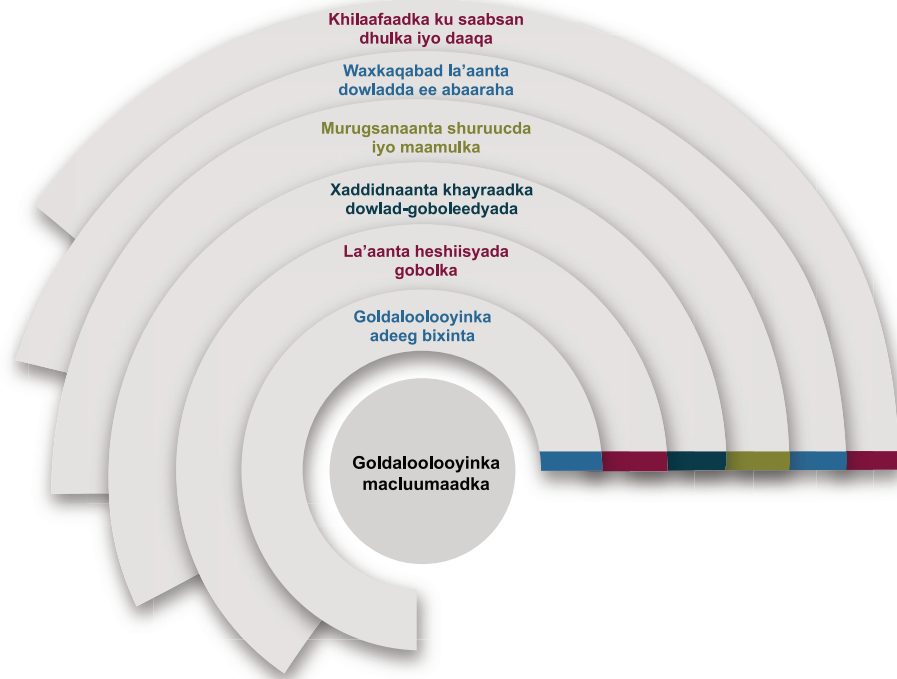 Khilaafaadka ku saabsan
dhulka iyo daaqa
Waxkaqabad la'aanta
dowladda ee abaaraha
Murugsanaanta shuruucda
iyo maamulka
Xaddidnaanta khayraadka
dowlad-goboleedyada
La'aanta heshiisyada
gobolka
Goldaloolooyinka
adeeg bixinta
Goldaloolooyinka
macluumaadka